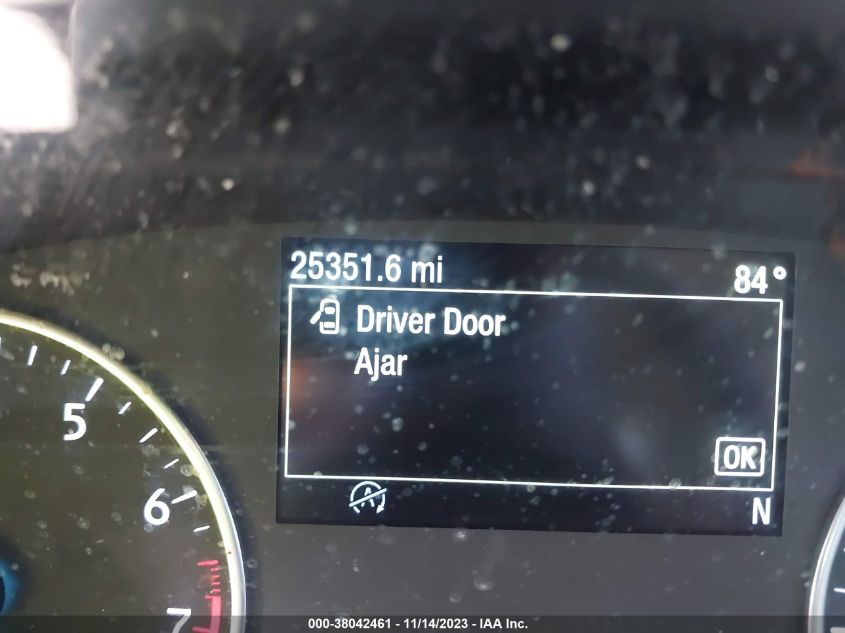 25351.6 mi 84°
Driver Door
Ajar
OK
N
5
6
7
000-38042461 - 11/14/2023 - IAA Inc.